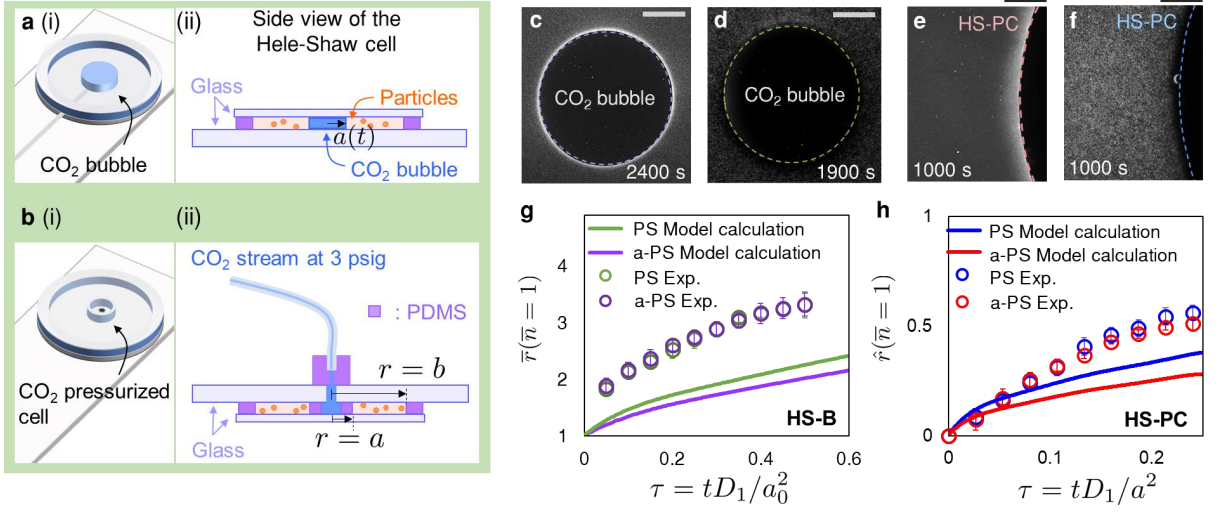 a (i)
CO₂ bubble
(ii)
Side view of the
Hele-Shaw cell
Glass
Particles
a(t)
CO₂ bubble
b (i)
CO₂
pressurized
cell
(ii)
CO₂ stream at 3 psig
: PDMS
r = b
r = a
Glass
c
CO₂ bubble
2400 s
d
CO₂ bubble
1900 s
e
HS-PC
1000 s
f
HS-PC
1000 s
g
PS Model calculation
a-PS Model calculation
PS Exp.
a-PS Exp.
r̅(n̅ = 1)
4
3
2
1
0
0.2
0.4
0.6
HS-B
τ = tD₁/a₀²
h
PS Model calculation
a-PS Model calculation
PS Exp.
a-PS Exp.
r̂(n̅ = 1)
1
0.5
0
0
0.1
0.2
HS-PC
τ = tD₁/a²